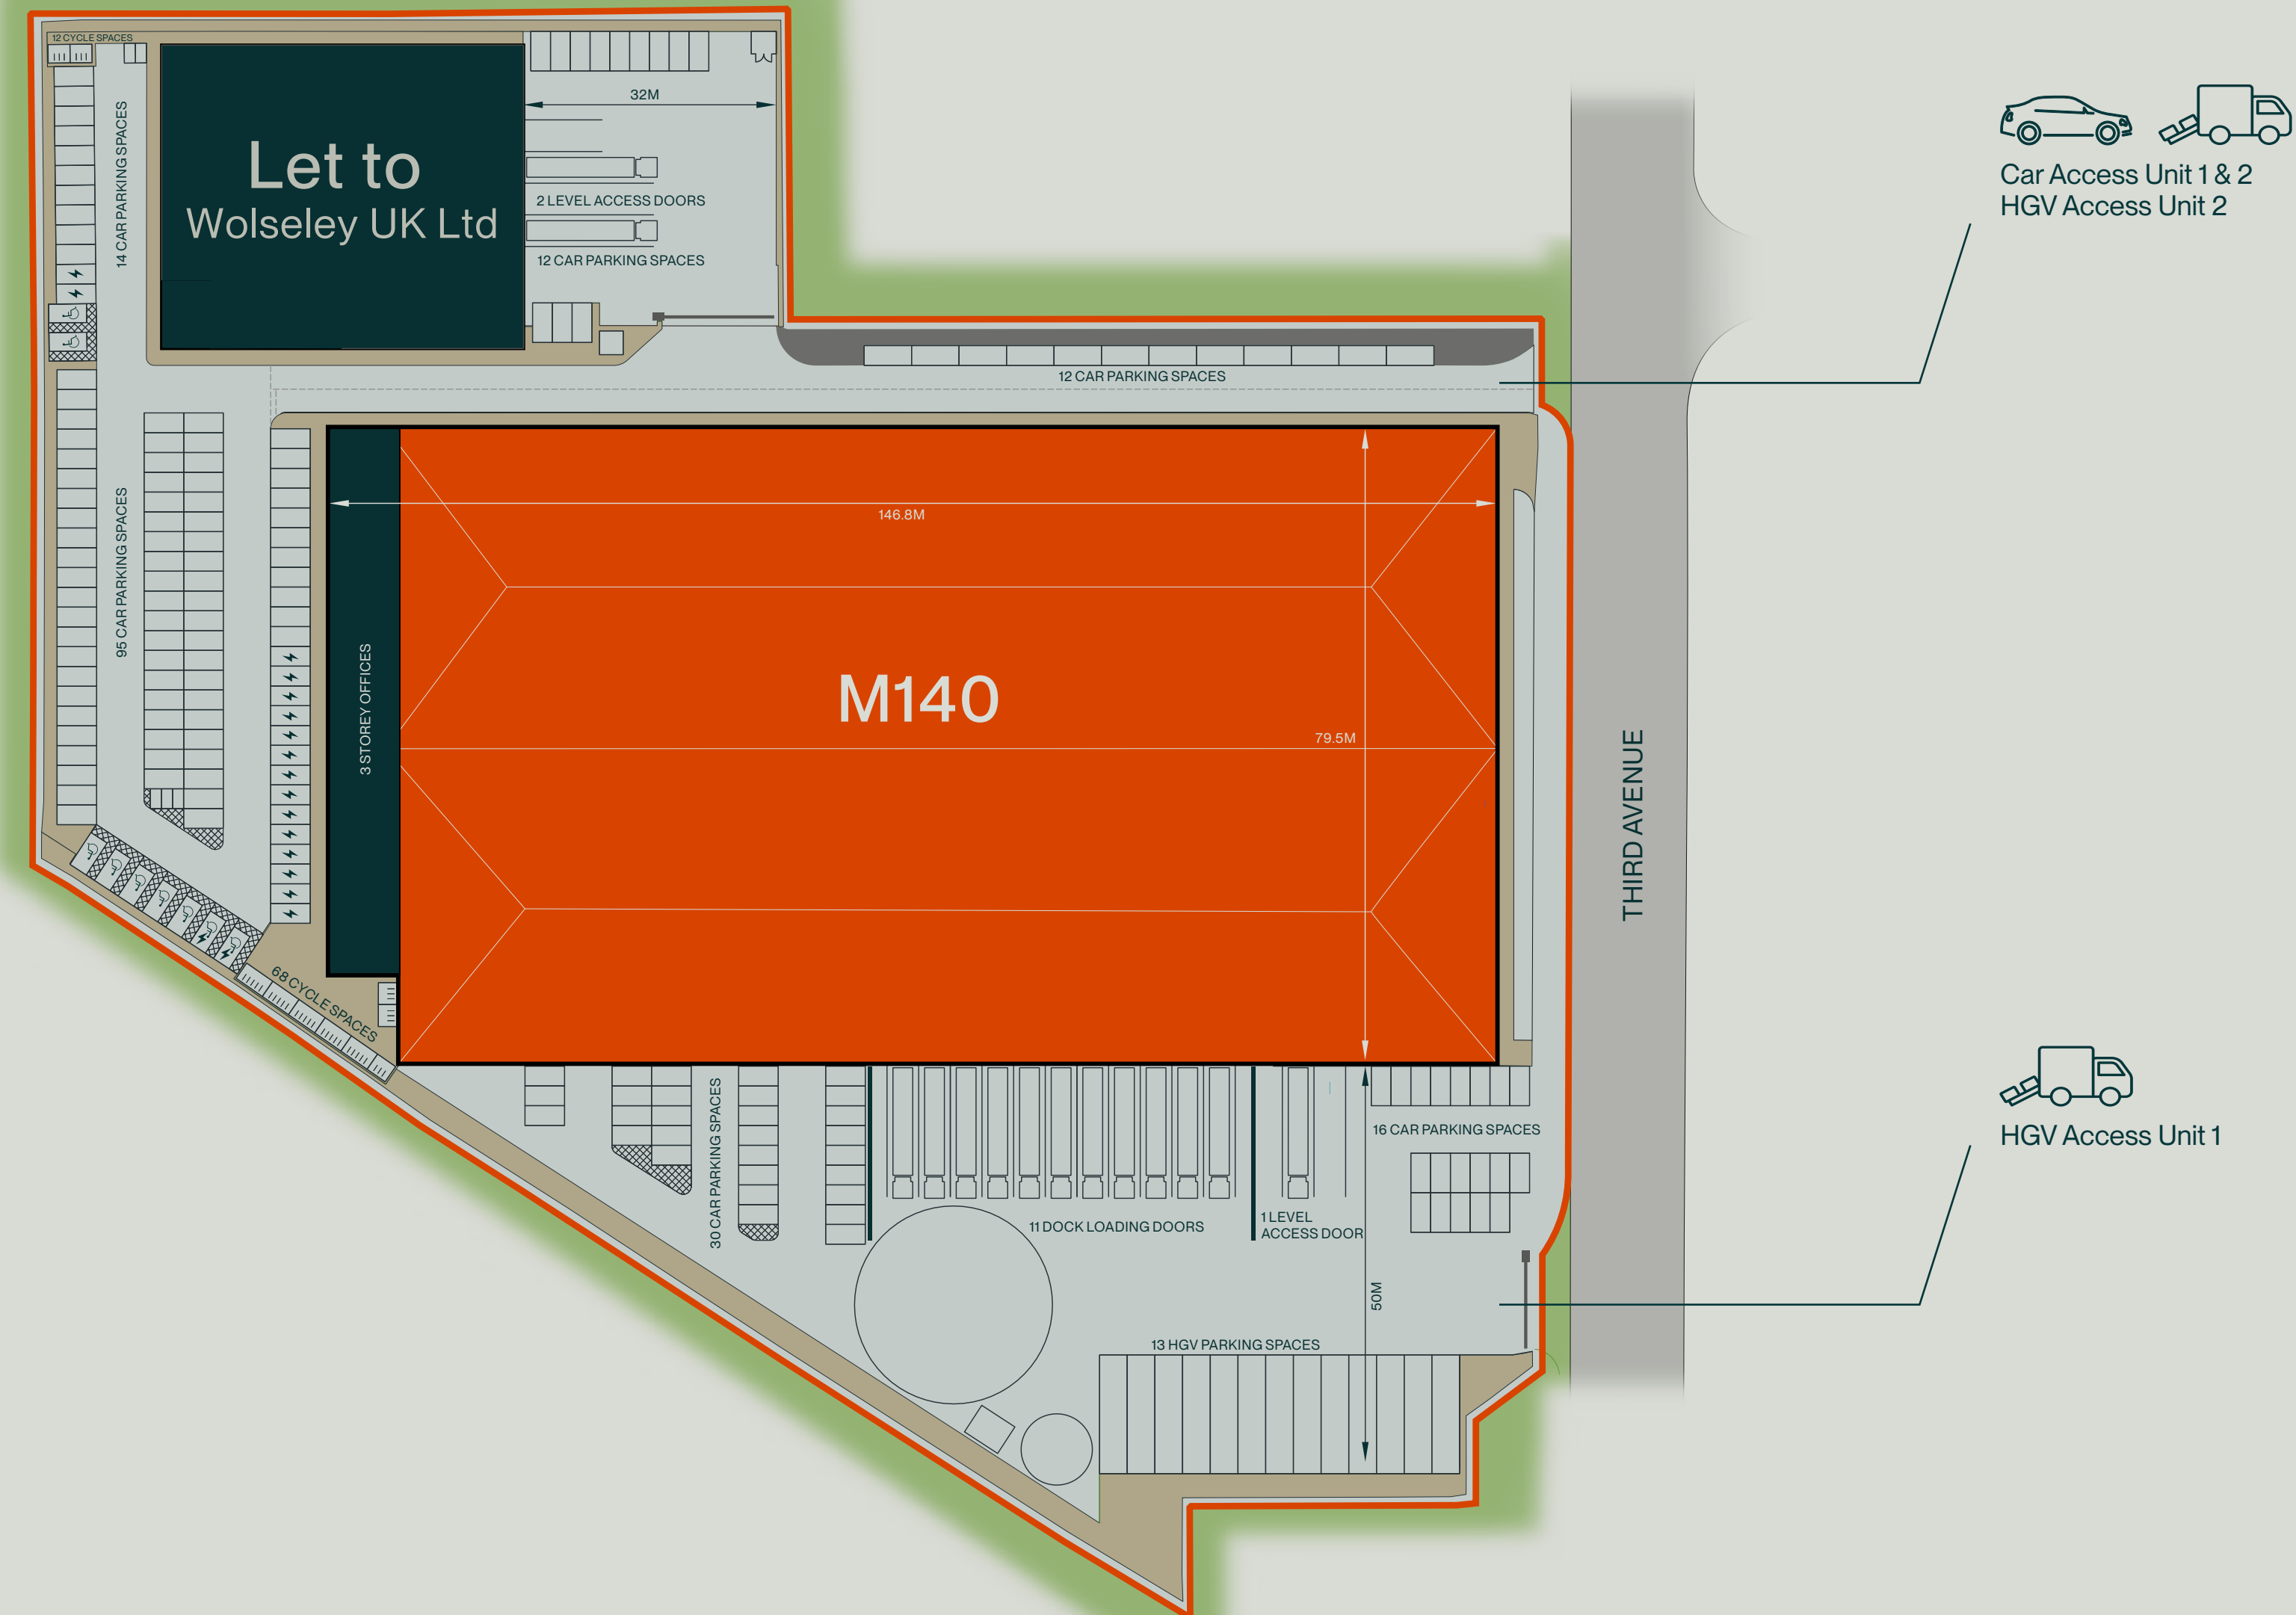 12 CYCLE SPACES
14 CAR PARKING SPACES
Let to
Wolseley UK Ltd
32M
2 LEVEL ACCESS DOORS
12 CAR PARKING SPACES
Car Access Unit 1 & 2
HGV Access Unit 2
12 CAR PARKING SPACES
95 CAR PARKING SPACES
146.8M
3 STOREY OFFICES
M140
79.5M
THIRD AVENUE
68 CYCLE SPACES
30 CAR PARKING SPACES
16 CAR PARKING SPACES
HGV Access Unit 1
11 DOCK LOADING DOORS
1 LEVEL
ACCESS DOOR
50M
13 HGV PARKING SPACES